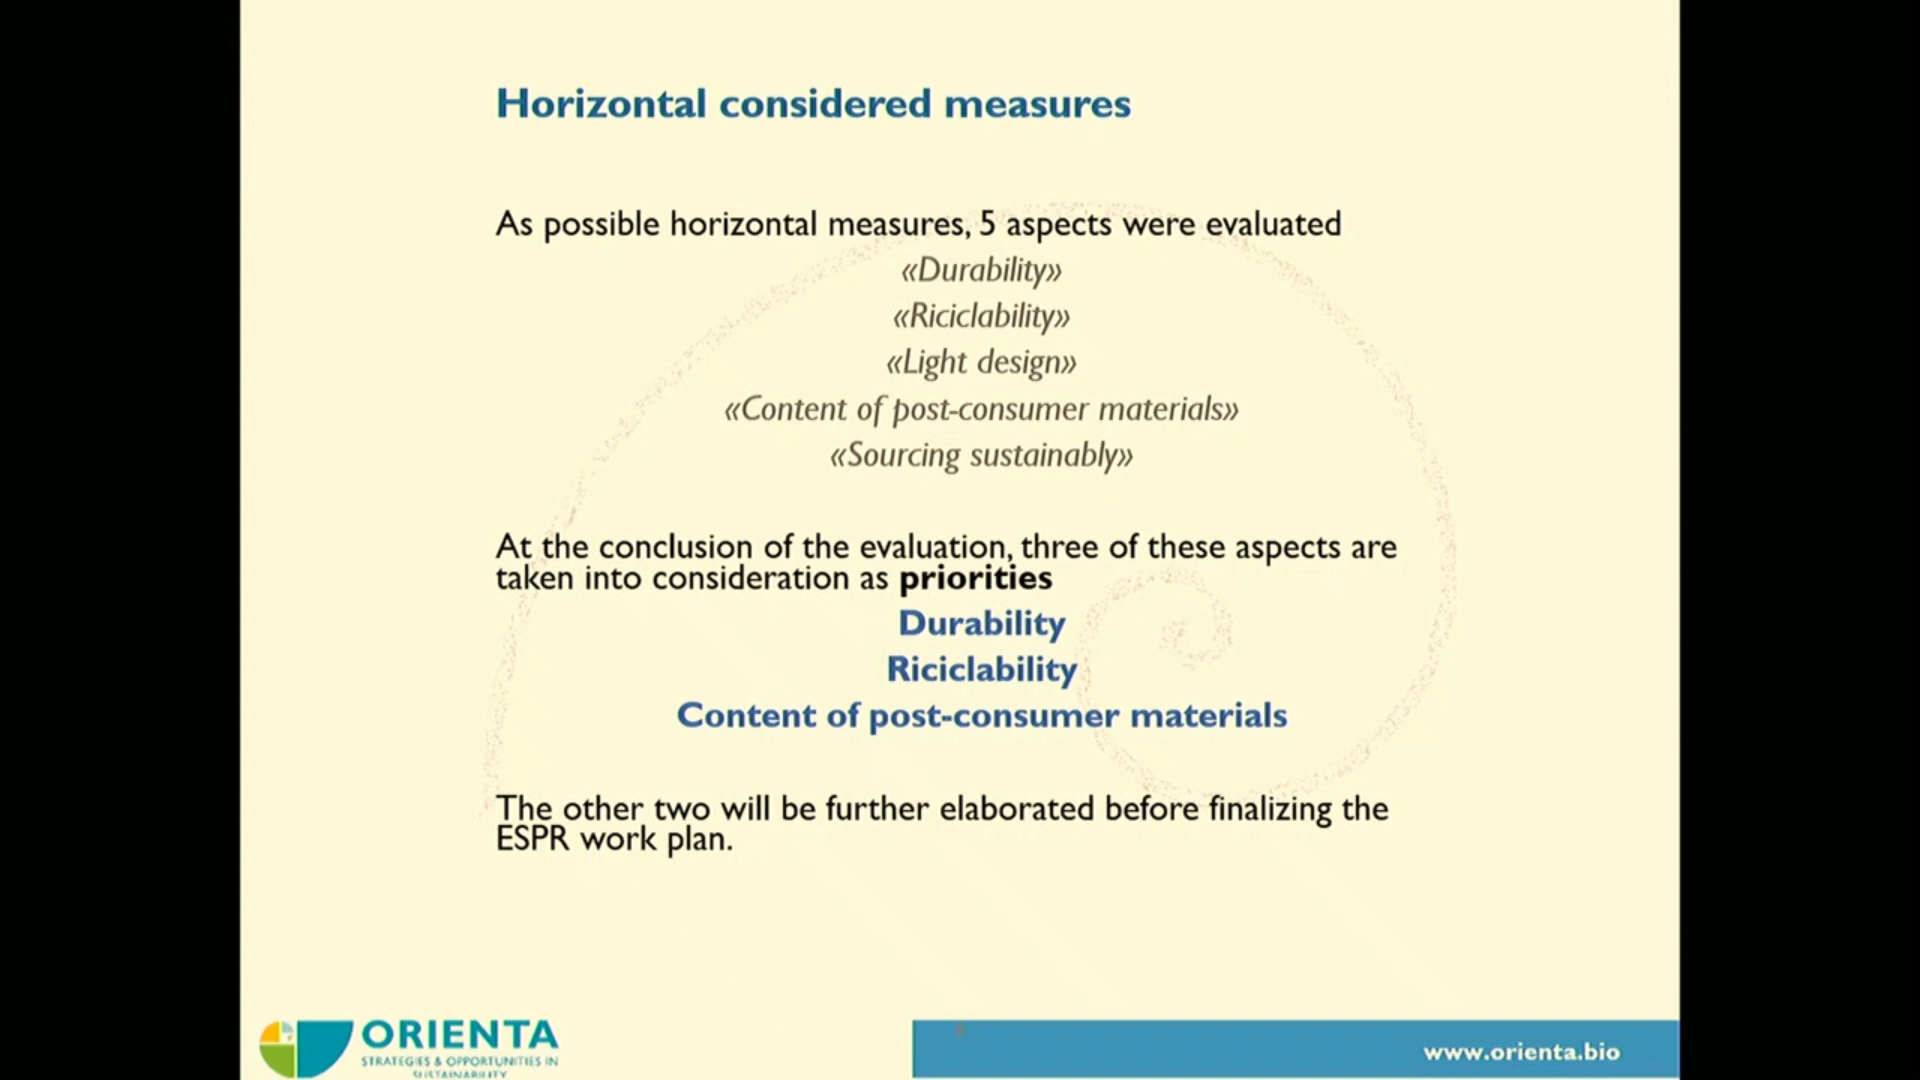 Horizontal considered measures
As possible horizontal measures, 5 aspects were evaluated
«Durability»
«Riciclability»
«Light design»
«Content of post-consumer materials»
«Sourcing sustainably»
At the conclusion of the evaluation, three of these aspects are
taken into consideration as priorities
Durability
Riciclability
Content of post-consumer materials
The other two will be further elaborated before finalizing the
ESPR work plan.
ORIENTA
STRATEGIES & OPPORTUNITIES IN
SUSTAINABILITY
www.orienta.bio